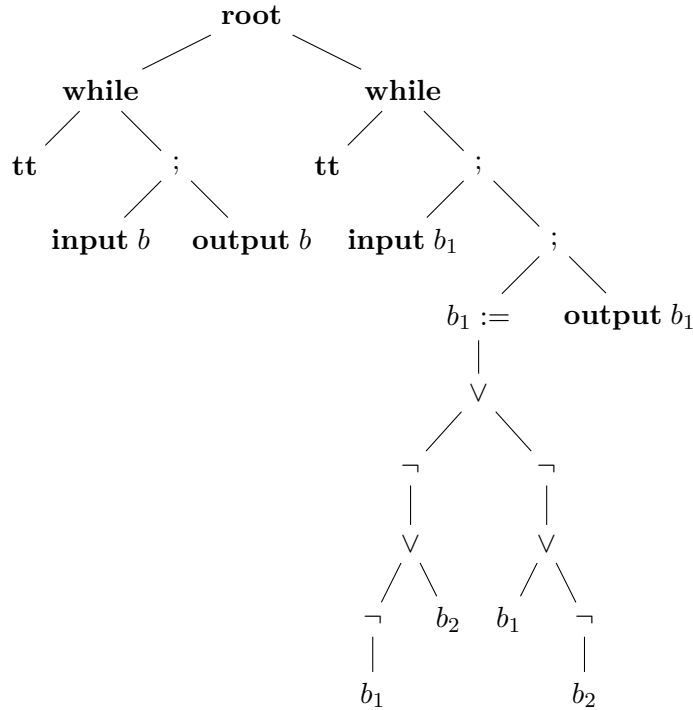 root
while while
tt ; tt ;
input b output b input b₁ ;
b₁ := output b₁
∨
¬ ¬
∨ ∨
¬ b₂ b₁ ¬
b₁ b₂